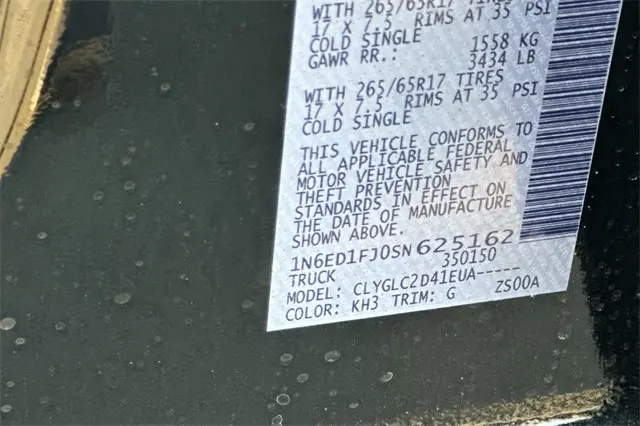 WITH 265/65R17 TIRES
17 X 7.5 RIMS AT 35 PSI
COLD SINGLE 1558 KG
GAWR RR.: 3434 LB
WITH 265/65R17 TIRES
17 X 7.5 RIMS AT 35 PSI
COLD SINGLE
THIS VEHICLE CONFORMS TO
ALL APPLICABLE FEDERAL
MOTOR VEHICLE SAFETY AND
THEFT PREVENTION
STANDARDS IN EFFECT ON
THE DATE OF MANUFACTURE
SHOWN ABOVE.
1N6ED1FJ0SN625162
TRUCK 350150
MODEL: CLYGLC2D41EUA-----
COLOR: KH3 TRIM: G ZS00A